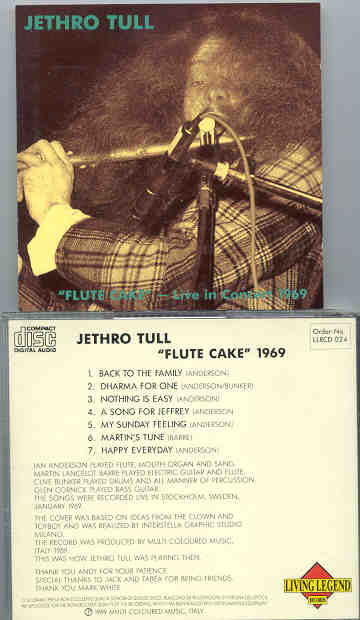 JETHRO TULL
"FLUTE CAKE" - Live in Concert 1969
COMPACT
disc
DIGITAL AUDIO
JETHRO TULL
"FLUTE CAKE" 1969
Order-No.
LLRCD 024
1. BACK TO THE FAMILY (ANDERSON)
2. DHARMA FOR ONE (ANDERSON/BUNKER)
3. NOTHING IS EASY (ANDERSON)
4. A SONG FOR JEFFREY (ANDERSON
5. MY SUNDAY FEELING (ANDERSON)
6. MARTIN'S TUNE (BARRE)
7. HAPPY EVERYDAY (ANDERSON)
IAN ANDERSON PLAYED FLUTE, MOUTH ORGAN AND SANG.
MARTIN LANCELOT BARRE PLAYED ELECTRIC GUITAR AND FLUTE.
CLIVE BUNKER PLAYED DRUMS AND ALL MANNER OF PERCUSSION.
GLEN CORNICK PLAYED BASS GUITAR.
THE SONGS WERE RECORDED LIVE IN STOCKHOLM, SWEDEN,
JANUARY 1969.
THE COVER WAS BASED ON IDEAS FROM THE CLOWN AND
TOYBOY AND WAS REALIZED BY INTERSTELLA GRAPHIC STUDIO
MILANO.
THE RECORD WAS PRODUCED BY MULTI COLOURED MUSIC,
ITALY 1989.
THIS WAS HOW JETHRO TULL WAS PLAYING THEN.
THANK YOU ANDY FOR YOUR PATIENCE.
SPECIAL THANKS TO JACK AND TABEA FOR BEING FRIENDS.
THANK YOU MARK WHEE
LIVING LEGEND
RECORDS
1989 MULTI COLOURED MUSIC, ITALY